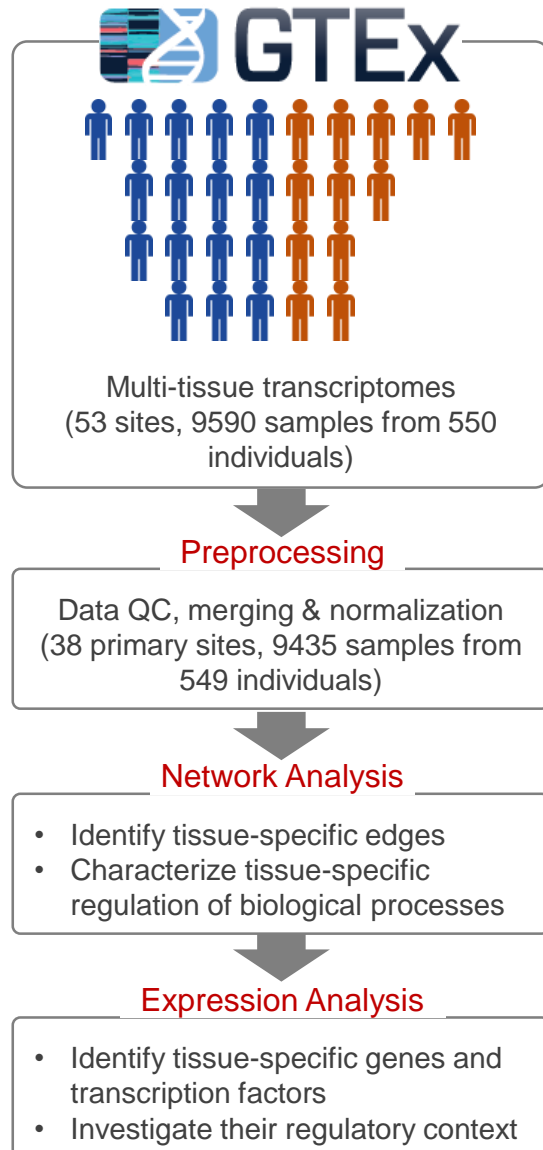 GTEx
Multi-tissue transcriptomes
(53 sites, 9590 samples from 550
individuals)
Preprocessing
Data QC, merging & normalization
(38 primary sites, 9435 samples from
549 individuals)
Network Analysis
• Identify tissue-specific edges
• Characterize tissue-specific
regulation of biological processes
Expression Analysis
• Identify tissue-specific genes and
transcription factors
• Investigate their regulatory context